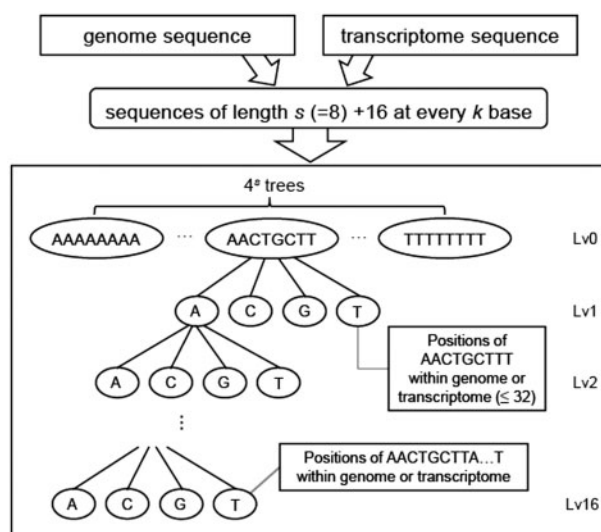 genome sequence
transcriptome sequence
sequences of length s (=8) +16 at every k base
4ˢ trees
AAAAAAAA ... AACTGCTT ... TTTTTTTT Lv0
A C G T Lv1
Positions of
AACTGCTTT
within genome or
transcriptome (≤ 32)
A C G T Lv2
⋮
Positions of AACTGCTTA...T
within genome or transcriptome
A C G T Lv16